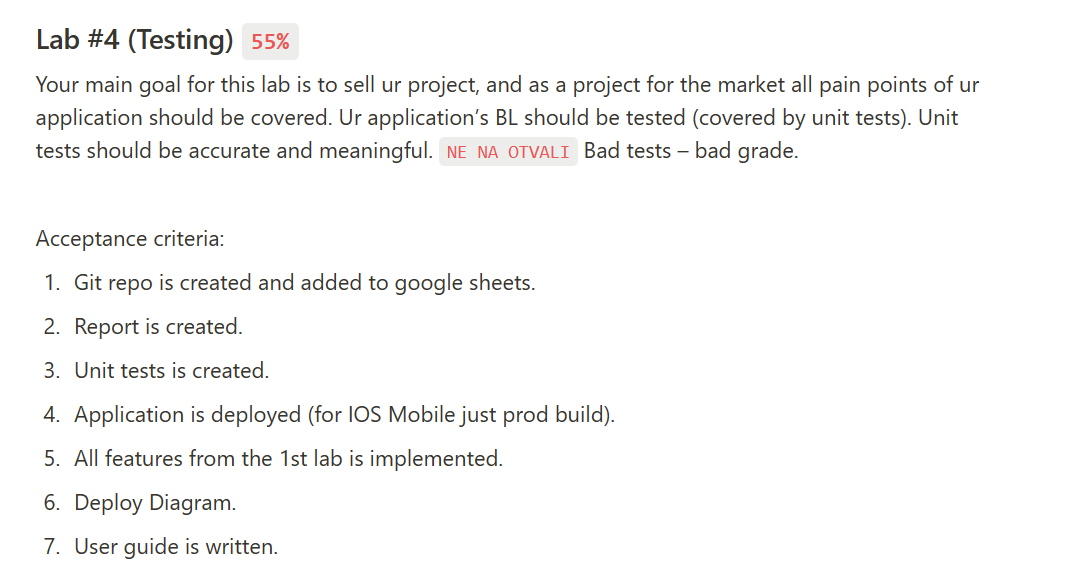 Lab #4 (Testing) 55%
Your main goal for this lab is to sell ur project, and as a project for the market all pain points of ur
application should be covered. Ur application’s BL should be tested (covered by unit tests). Unit
tests should be accurate and meaningful. NE NA OTVALI Bad tests – bad grade.
Acceptance criteria:
1. Git repo is created and added to google sheets.
2. Report is created.
3. Unit tests is created.
4. Application is deployed (for IOS Mobile just prod build).
5. All features from the 1st lab is implemented.
6. Deploy Diagram.
7. User guide is written.